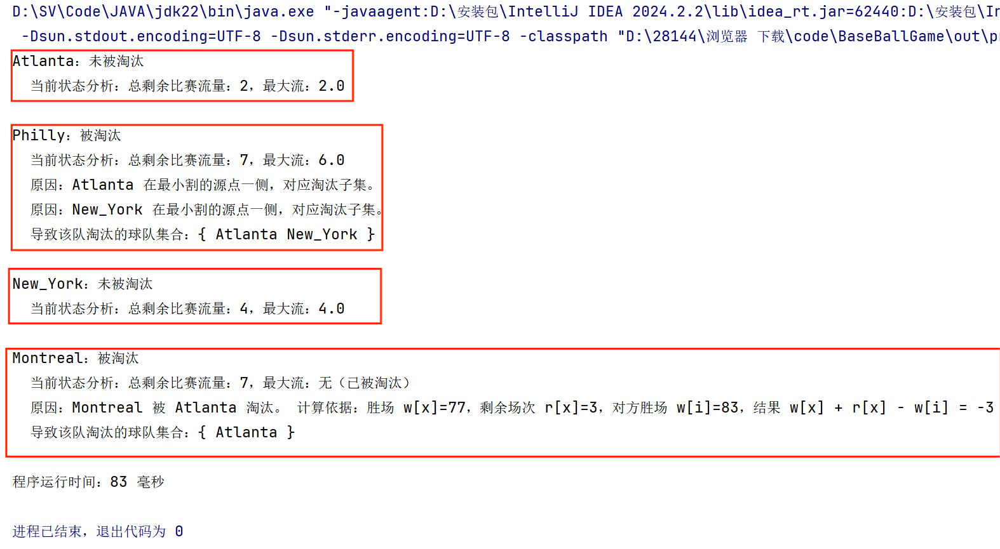 D:\SV\Code\JAVA\jdk22\bin\java.exe "-javaagent:D:\安装包\IntelliJ IDEA 2024.2.2\lib\idea_rt.jar=62440:D:\安装包\In
-Dsun.stdout.encoding=UTF-8 -Dsun.stderr.encoding=UTF-8 -classpath "D:\28144\浏览器 下载\code\BaseBallGame\out\pr
Atlanta: 未被淘汰
当前状态分析: 总剩余比赛流量: 2, 最大流: 2.0
Philly: 被淘汰
当前状态分析: 总剩余比赛流量: 7, 最大流: 6.0
原因: Atlanta 在最小割的源点一侧, 对应淘汰子集。
原因: New_York 在最小割的源点一侧, 对应淘汰子集。
导致该队淘汰的球队集合: { Atlanta New_York }
New_York: 未被淘汰
当前状态分析: 总剩余比赛流量: 4, 最大流: 4.0
Montreal: 被淘汰
当前状态分析: 总剩余比赛流量: 7, 最大流: 无（已被淘汰）
原因: Montreal 被 Atlanta 淘汰。 计算依据: 胜场 w[x]=77, 剩余场次 r[x]=3, 对方胜场 w[i]=83, 结果 w[x] + r[x] - w[i] = -3
导致该队淘汰的球队集合: { Atlanta }
程序运行时间: 83 毫秒
进程已结束, 退出代码为 0